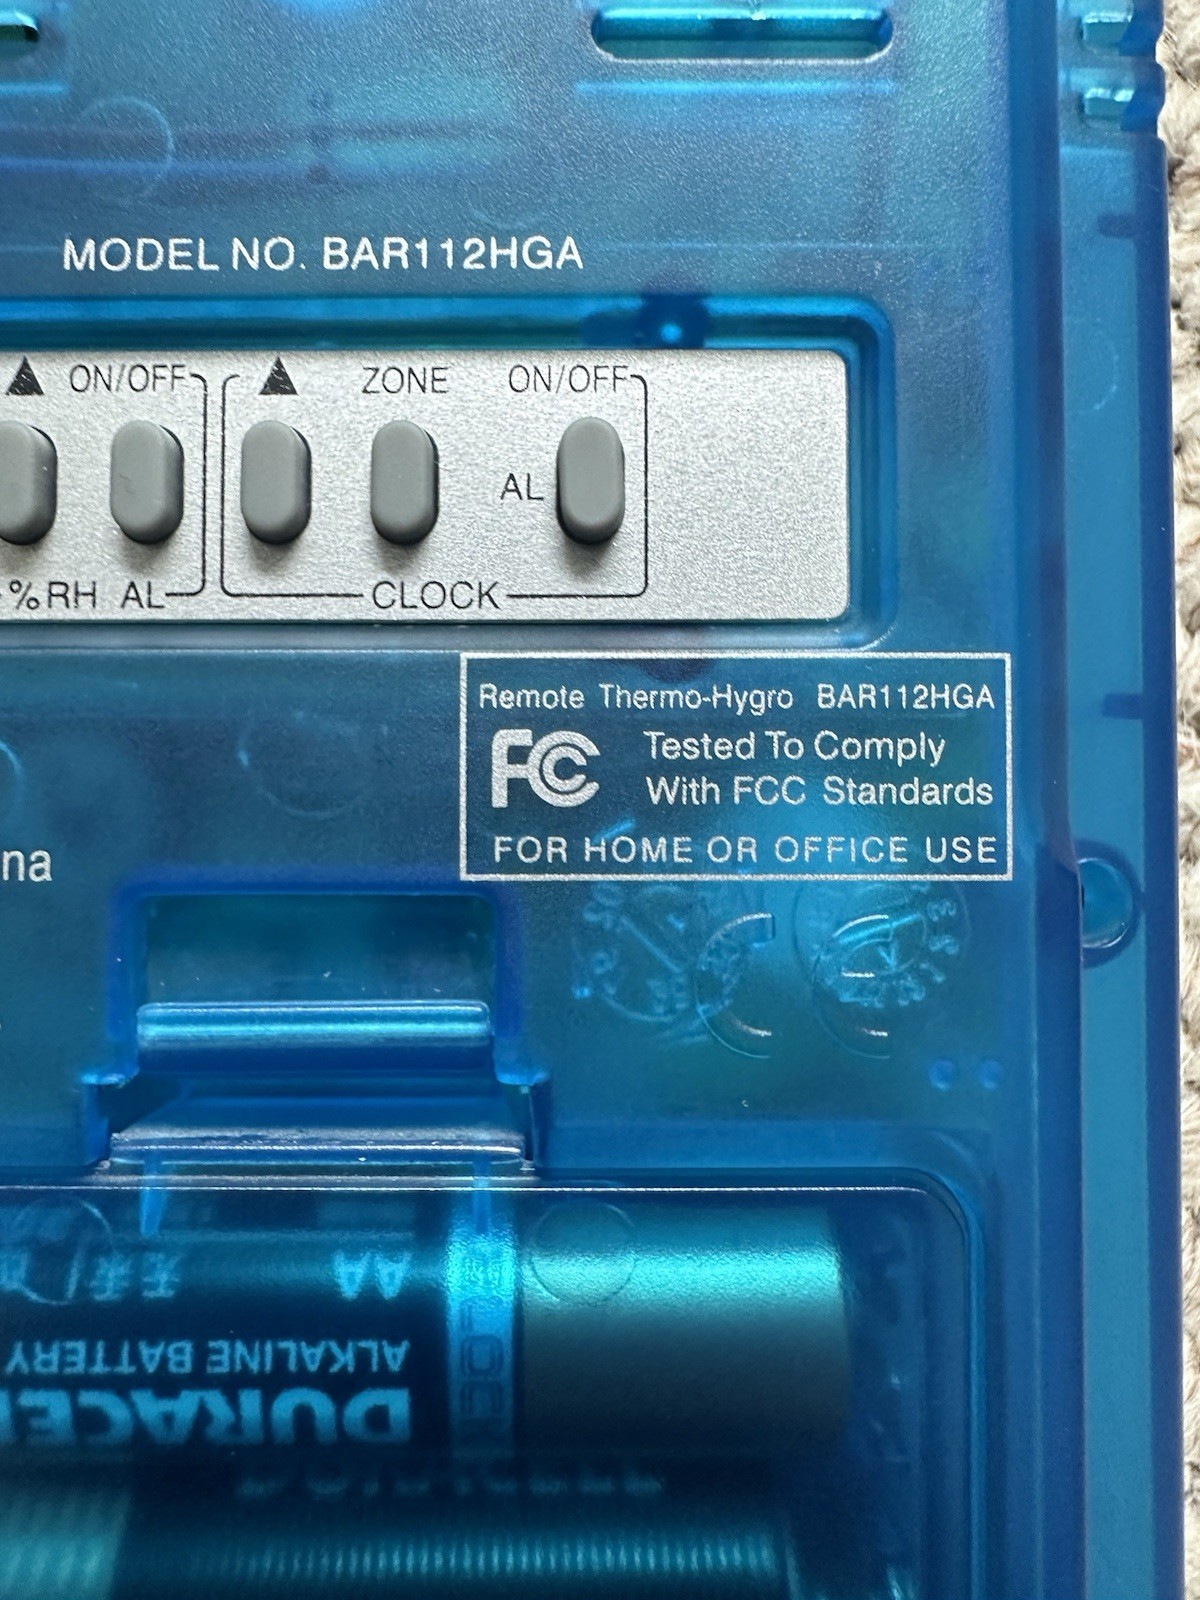 MODEL NO. BAR112HGA
▲ ON/OFF ▲ ZONE ON/OFF
AL
%RH AL CLOCK
Remote Thermo-Hygro BAR112HGA
FC Tested To Comply
With FCC Standards
FOR HOME OR OFFICE USE
na
AA
ALKALINE BATTERY
DURACE